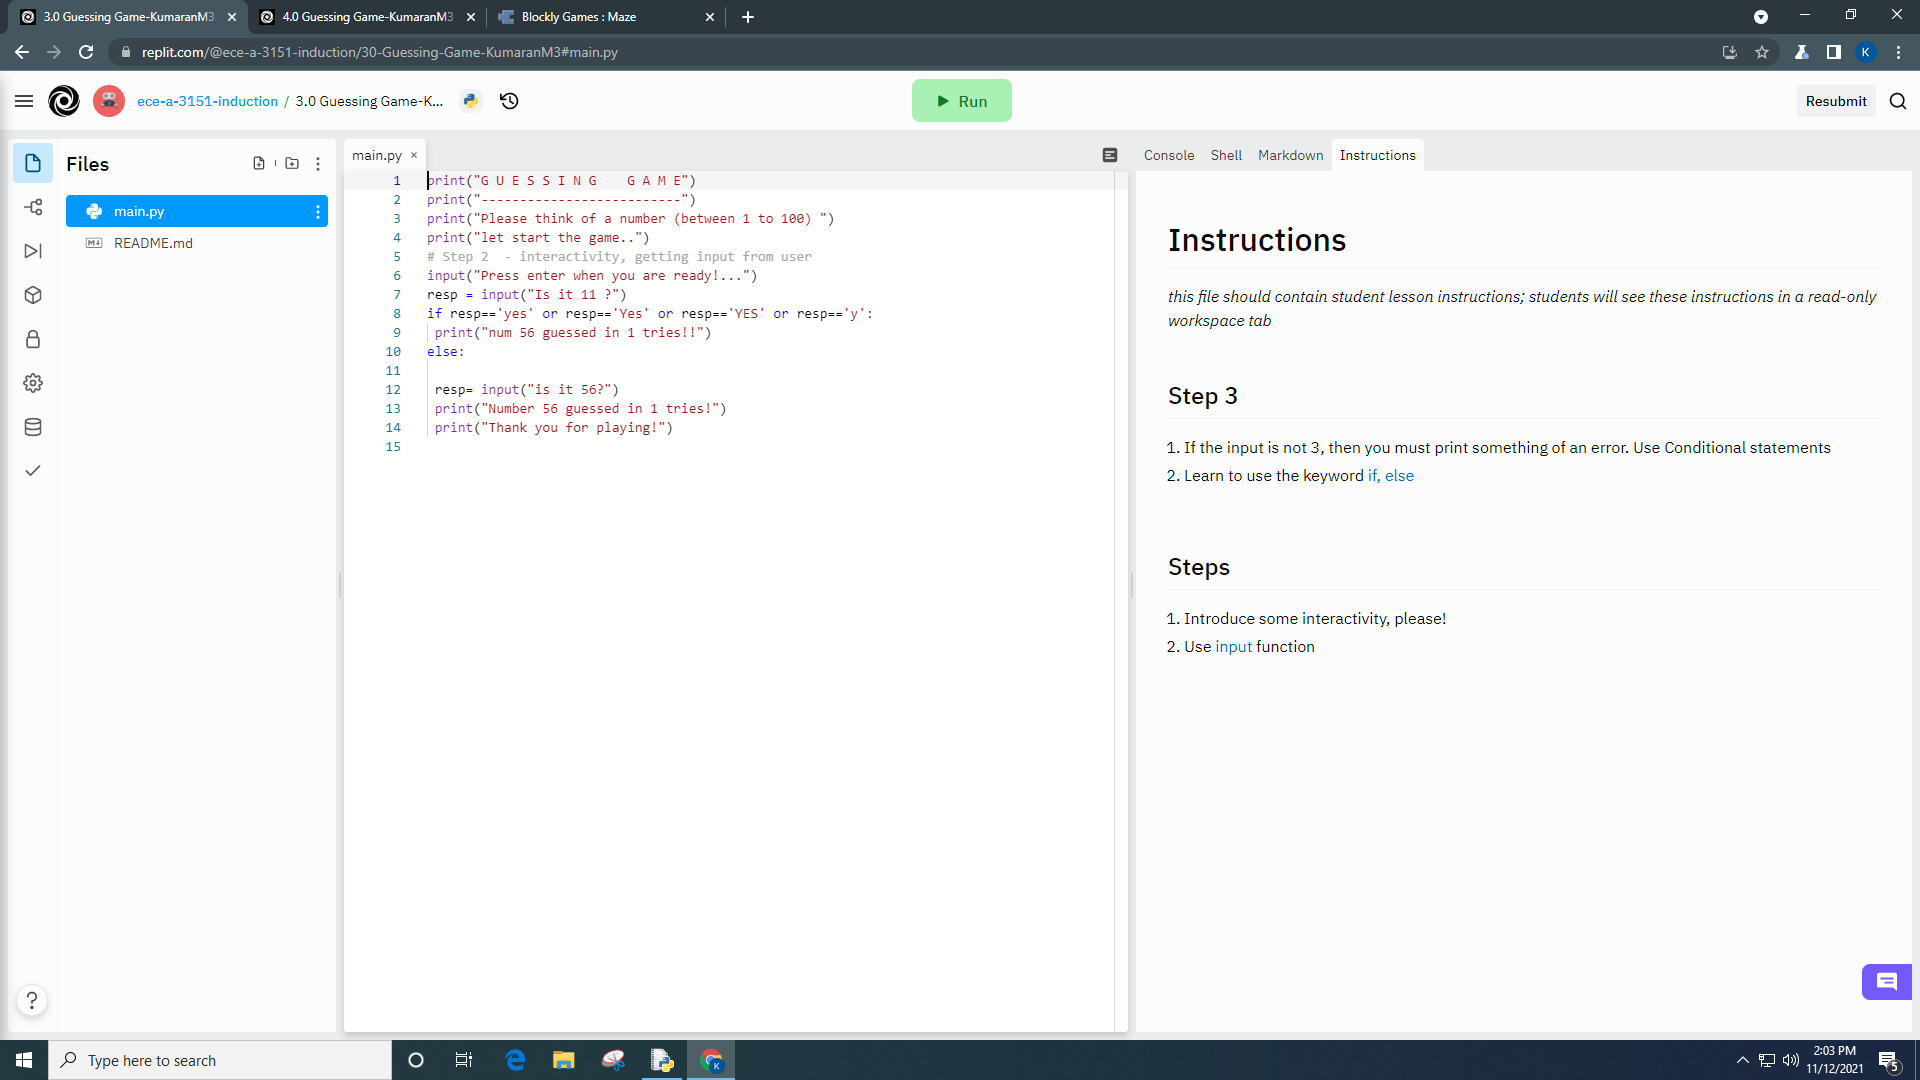 3.0 Guessing Game-KumaranM3
4.0 Guessing Game-KumaranM3
Blockly Games : Maze
replit.com/@ece-a-3151-induction/30-Guessing-Game-KumaranM3#main.py
K
ece-a-3151-induction / 3.0 Guessing Game-K...
Run
Resubmit
Files
main.py
README.md
main.py
Console Shell Markdown Instructions
1 print("G U E S S I N G    G A M E")
2 print("--------------------------")
3 print("Please think of a number (between 1 to 100) ")
4 print("let start the game..")
5 # Step 2  - interactivity, getting input from user
6 input("Press enter when you are ready!...")
7 resp = input("Is it 11 ?")
8 if resp=='yes' or resp=='Yes' or resp=='YES' or resp=='y':
9  print("num 56 guessed in 1 tries!!")
10 else:
11
12  resp= input("is it 56?")
13  print("Number 56 guessed in 1 tries!")
14  print("Thank you for playing!")
15
Instructions
this file should contain student lesson instructions; students will see these instructions in a read-only
workspace tab
Step 3
1. If the input is not 3, then you must print something of an error. Use Conditional statements
2. Learn to use the keyword if, else
Steps
1. Introduce some interactivity, please!
2. Use input function
?
Type here to search
K
2:03 PM
11/12/2021
5